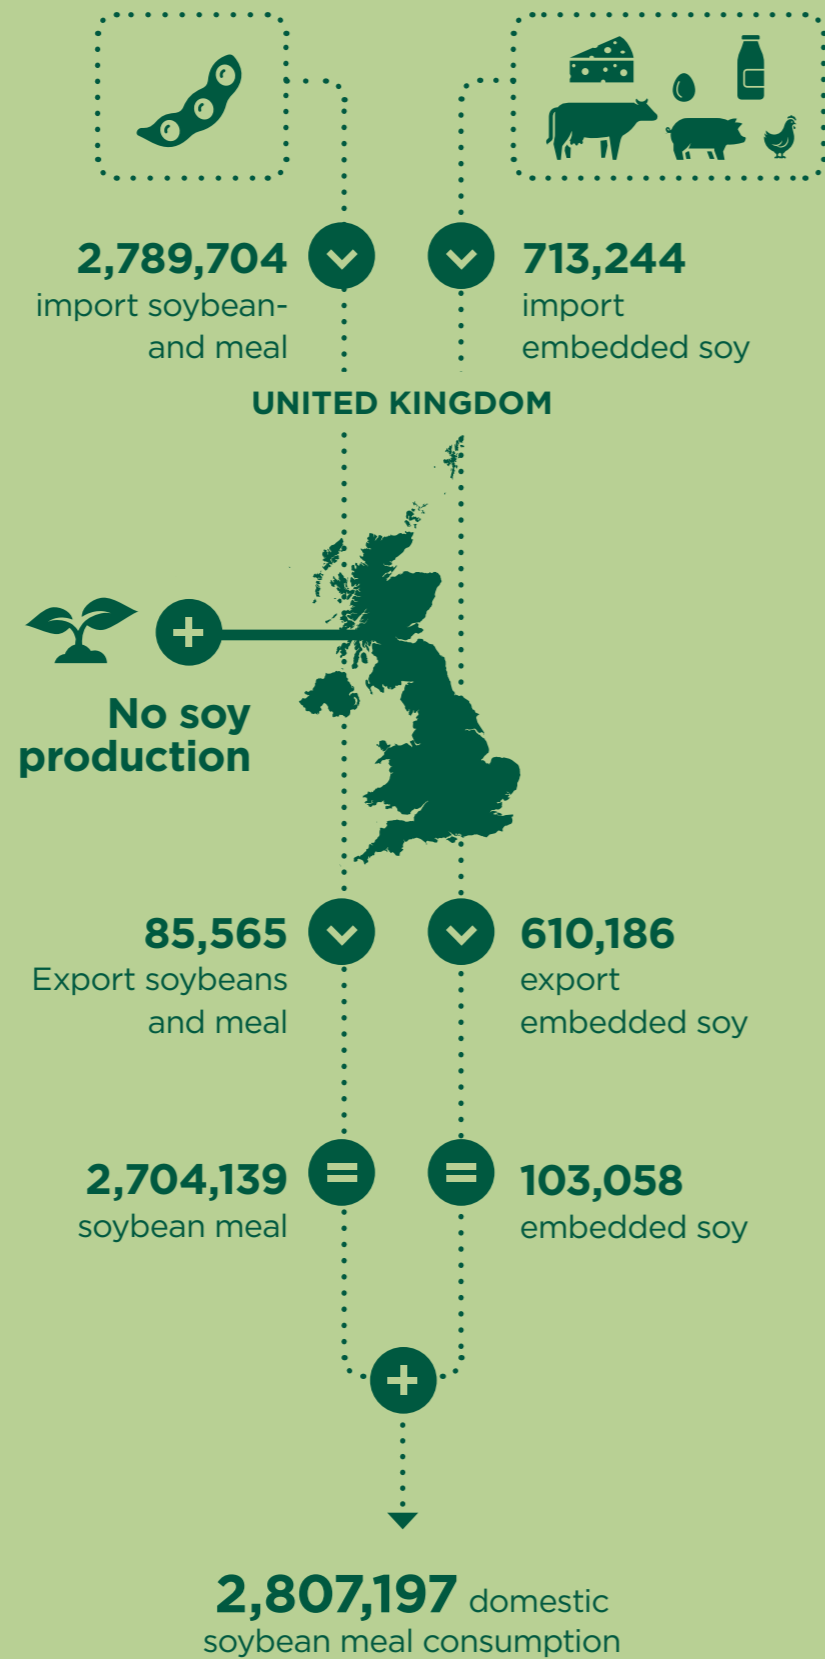 2,789,704
import soybean-
and meal
713,244
import
embedded soy
UNITED KINGDOM
No soy
production
85,565
Export soybeans
and meal
610,186
export
embedded soy
2,704,139
soybean meal
103,058
embedded soy
2,807,197 domestic
soybean meal consumption